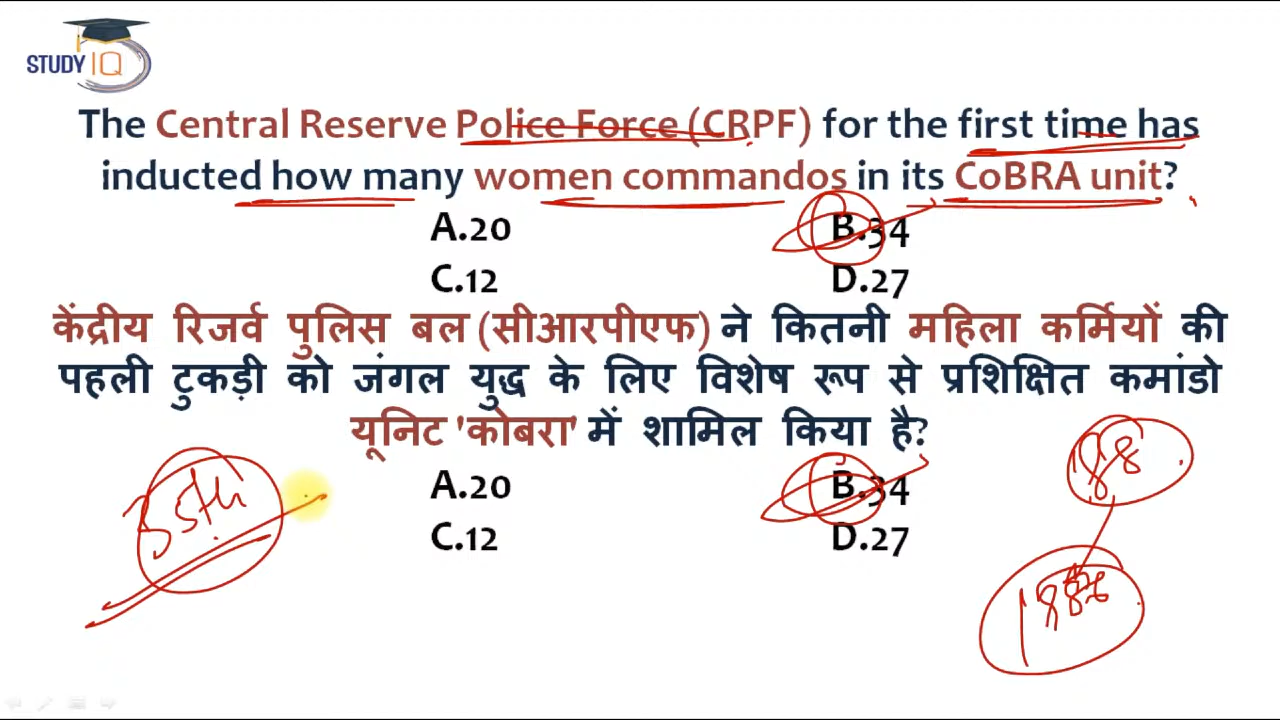 STUDY IQ
The Central Reserve Police Force (CRPF) for the first time has
inducted how many women commandos in its CoBRA unit?
A.20 B.34
C.12 D.27
केंद्रीय रिजर्व पुलिस बल (सीआरपीएफ) ने कितनी महिला कर्मियों की
पहली टुकड़ी को जंगल युद्ध के लिए विशेष रूप से प्रशिक्षित कमांडो
यूनिट 'कोबरा' में शामिल किया है?
A.20 B.34
C.12 D.27
35th